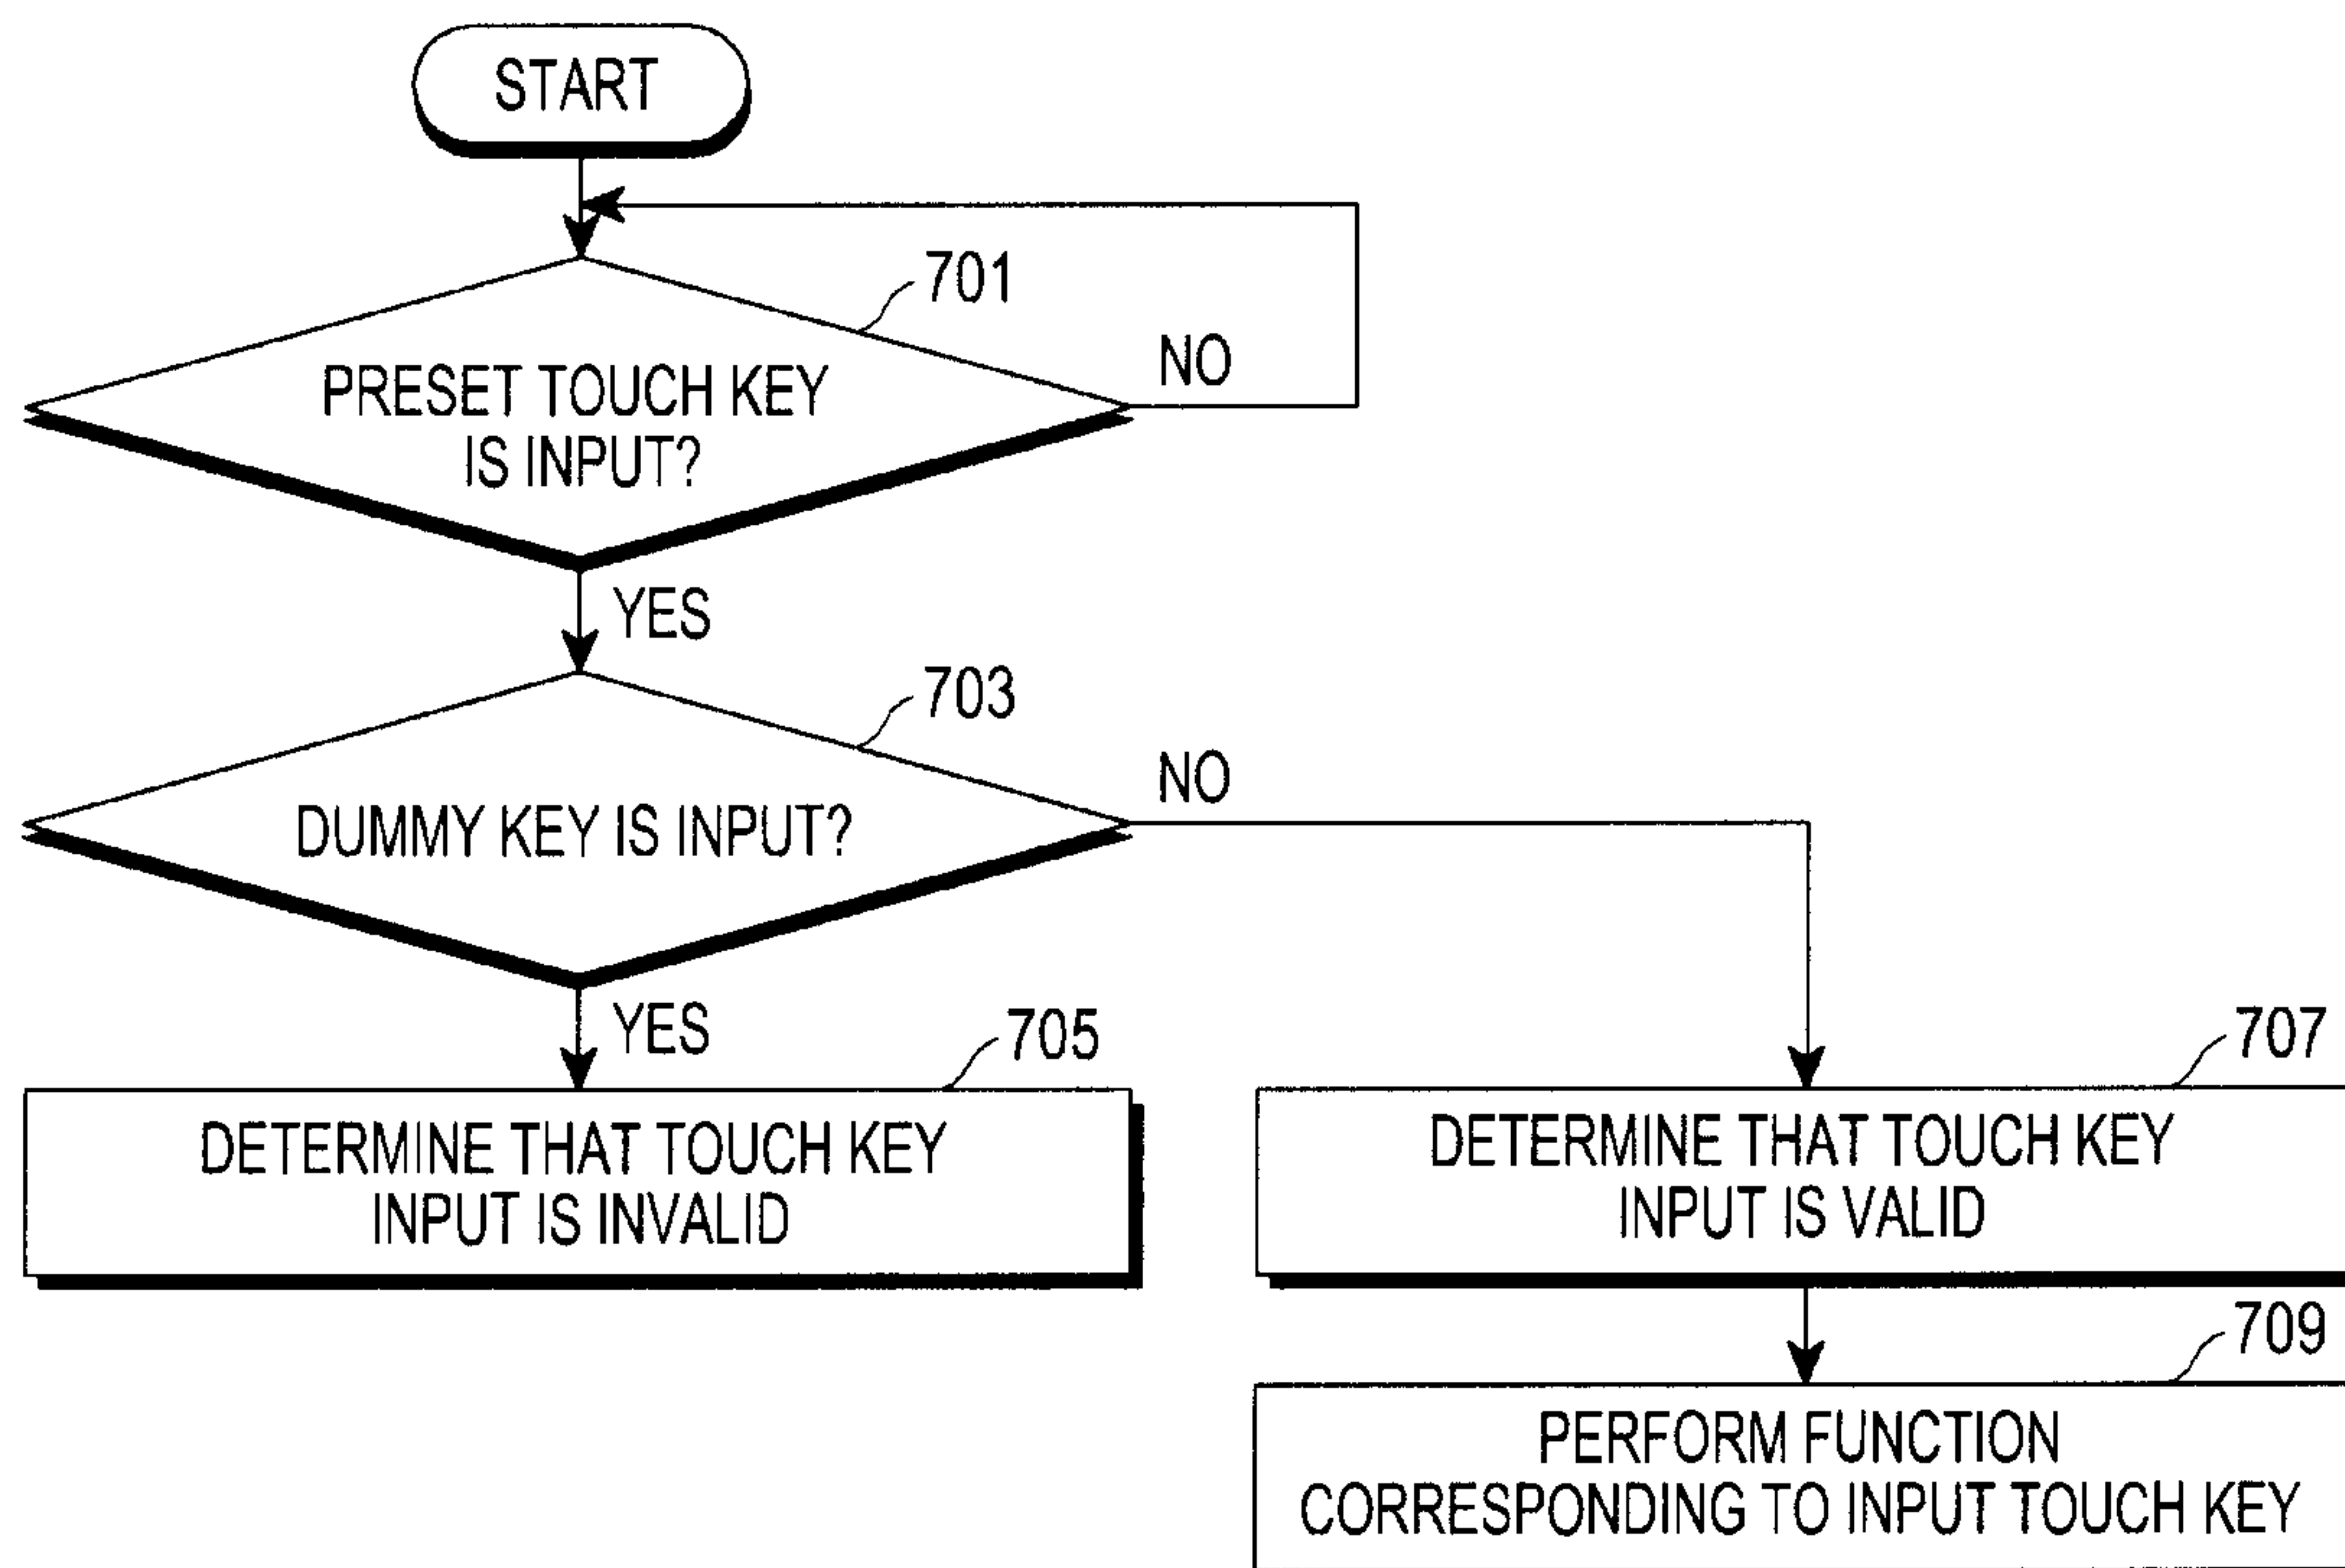 START
701
PRESET TOUCH KEY
IS INPUT?
NO
YES
703
DUMMY KEY IS INPUT?
NO
YES
705
DETERMINE THAT TOUCH KEY
INPUT IS INVALID
707
DETERMINE THAT TOUCH KEY
INPUT IS VALID
709
PERFORM FUNCTION
CORRESPONDING TO INPUT TOUCH KEY